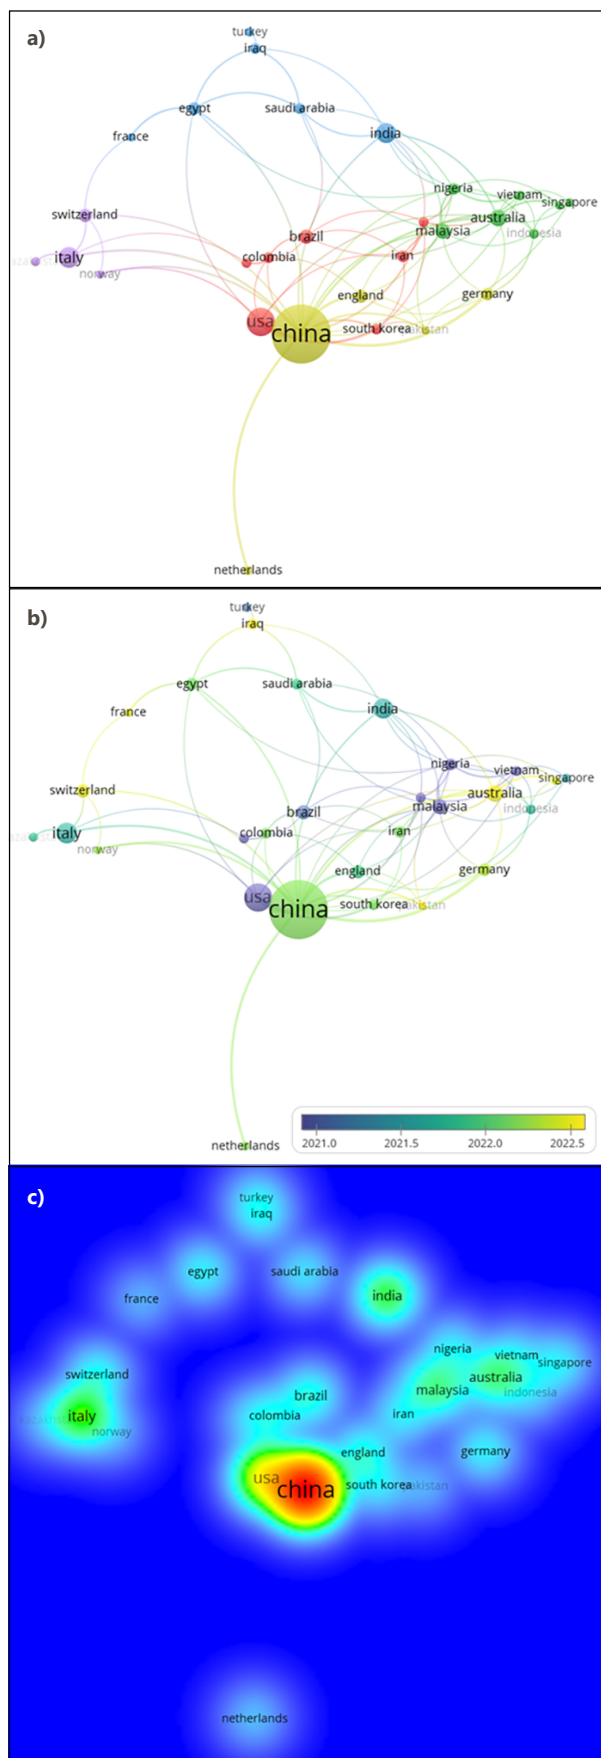 a)
turkey
iraq
egypt
saudi arabia
india
france
nigeria
vietnam
singapore
switzerland
australia
malaysia
indonesia
brazil
italy
colombia
iran
norway
england
germany
usa
china
south korea
pakistan
netherlands
b)
turkey
iraq
egypt
saudi arabia
india
france
nigeria
vietnam
singapore
switzerland
australia
malaysia
indonesia
brazil
italy
colombia
iran
norway
england
germany
usa
china
south korea
pakistan
netherlands
2021.0 2021.5 2022.0 2022.5
c)
turkey
iraq
egypt
saudi arabia
india
france
nigeria
vietnam
singapore
switzerland
australia
malaysia
indonesia
brazil
italy
colombia
iran
norway
england
germany
usa
china
south korea
pakistan
netherlands